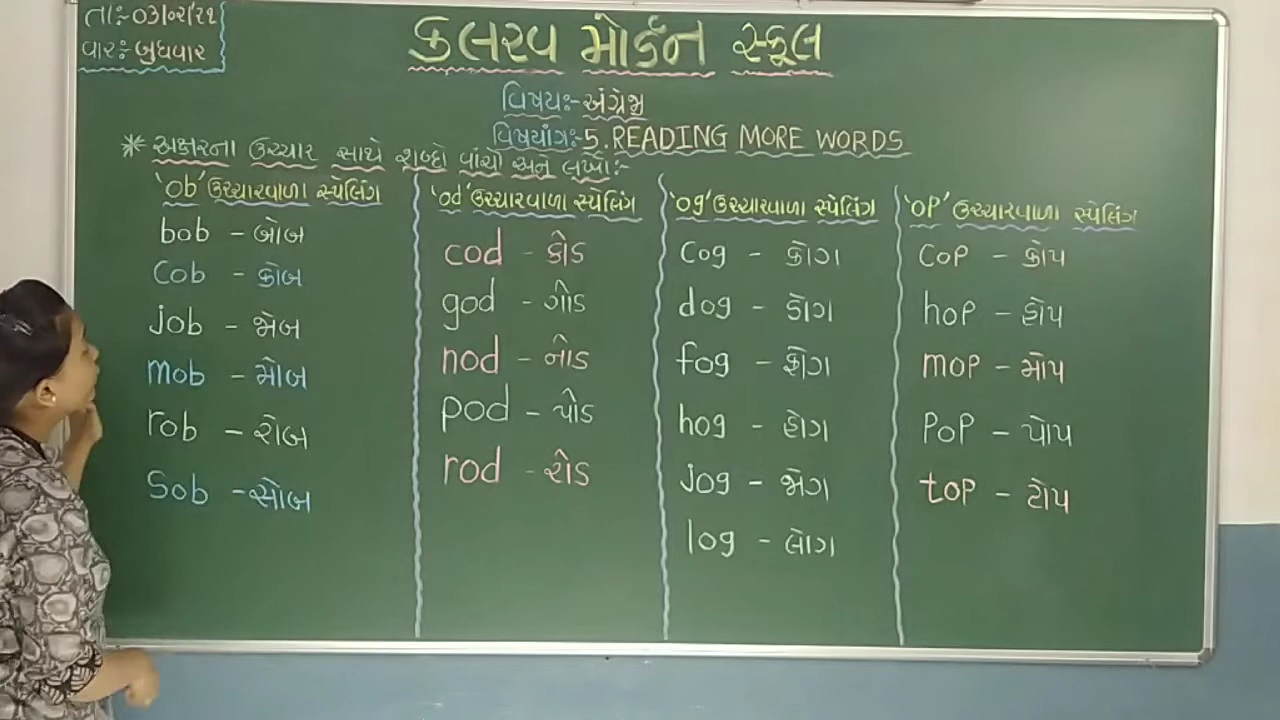 તા:-૦૩/૦૨/૨૧
વાર:-બુધવાર
કલરવ મોર્ડન સ્કૂલ
વિષય:-અંગ્રેજી
વિષયાંગ:-5.READING MORE WORDS
* અક્ષરના ઉચ્ચાર સાથે શબ્દો વાંચો અને લખો:-
'ob' ઉચ્ચારવાળા સ્પેલિંગ
bob - બોબ
Cob - કોબ
job - જોબ
mob - મોબ
rob - રોબ
Sob - સોબ
'od' ઉચ્ચારવાળા સ્પેલિંગ
cod - કોડ
god - ગોડ
nod - નોડ
pod - પોડ
rod - રોડ
'og' ઉચ્ચારવાળા સ્પેલિંગ
Cog - કોગ
dog - ડોગ
fog - ફોગ
hog - હોગ
jog - જોગ
log - લોગ
'op' ઉચ્ચારવાળા સ્પેલિંગ
Cop - કોપ
hop - હોપ
mop - મોપ
Pop - પોપ
top - ટોપ